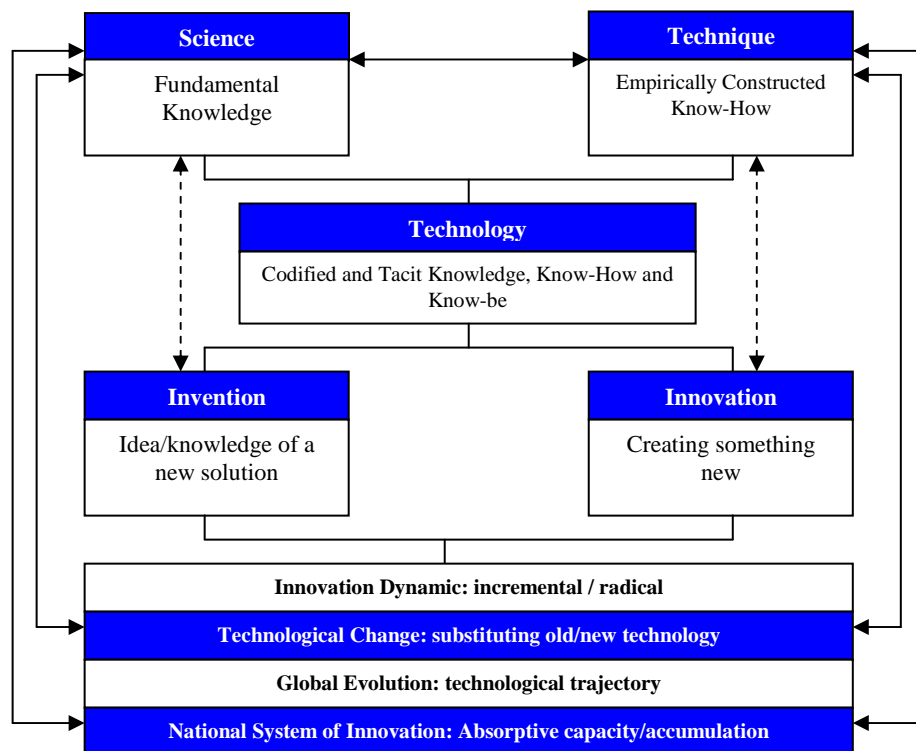 Science
Fundamental
Knowledge
Technique
Empirically Constructed
Know-How
Technology
Codified and Tacit Knowledge, Know-How and
Know-be
Invention
Idea/knowledge of a
new solution
Innovation
Creating something
new
Innovation Dynamic: incremental / radical
Technological Change: substituting old/new technology
Global Evolution: technological trajectory
National System of Innovation: Absorptive capacity/accumulation